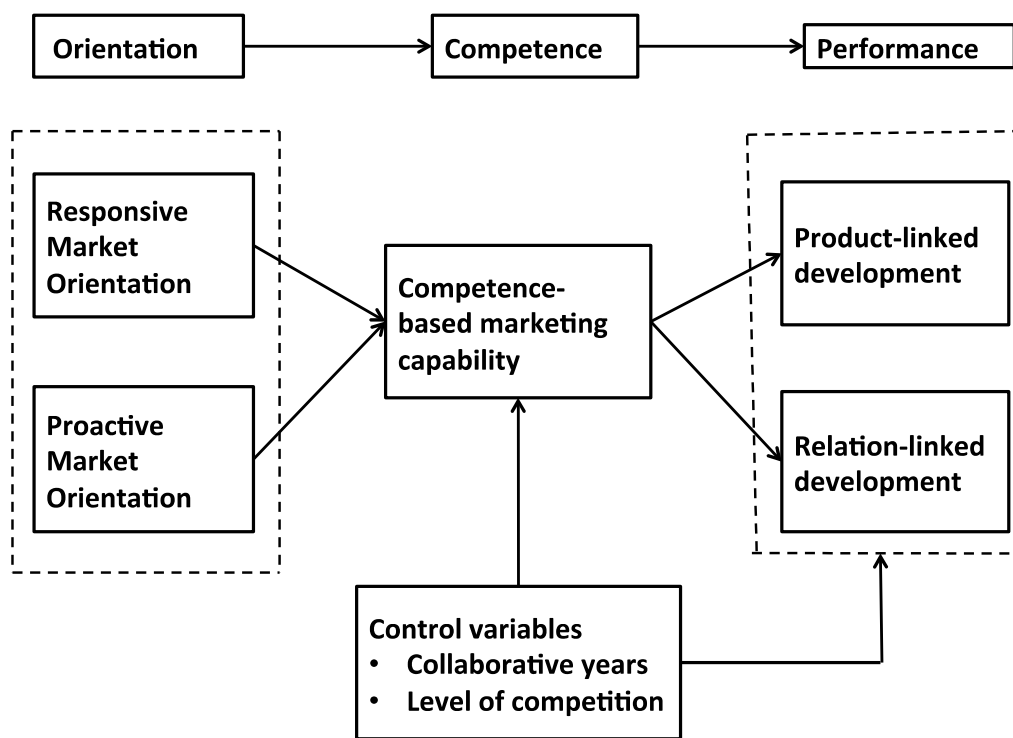 Orientation
Competence
Performance
Responsive
Market
Orientation
Proactive
Market
Orientation
Competence-
based marketing
capability
Product-linked
development
Relation-linked
development
Control variables
• Collaborative years
• Level of competition